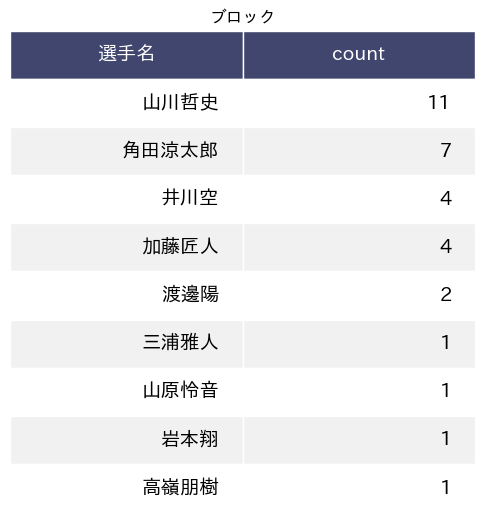 ブロック
選手名 count
山川哲史 11
角田涼太郎 7
井川空 4
加藤匠人 4
渡邊陽 2
三浦雅人 1
山原怜音 1
岩本翔 1
高嶺朋樹 1